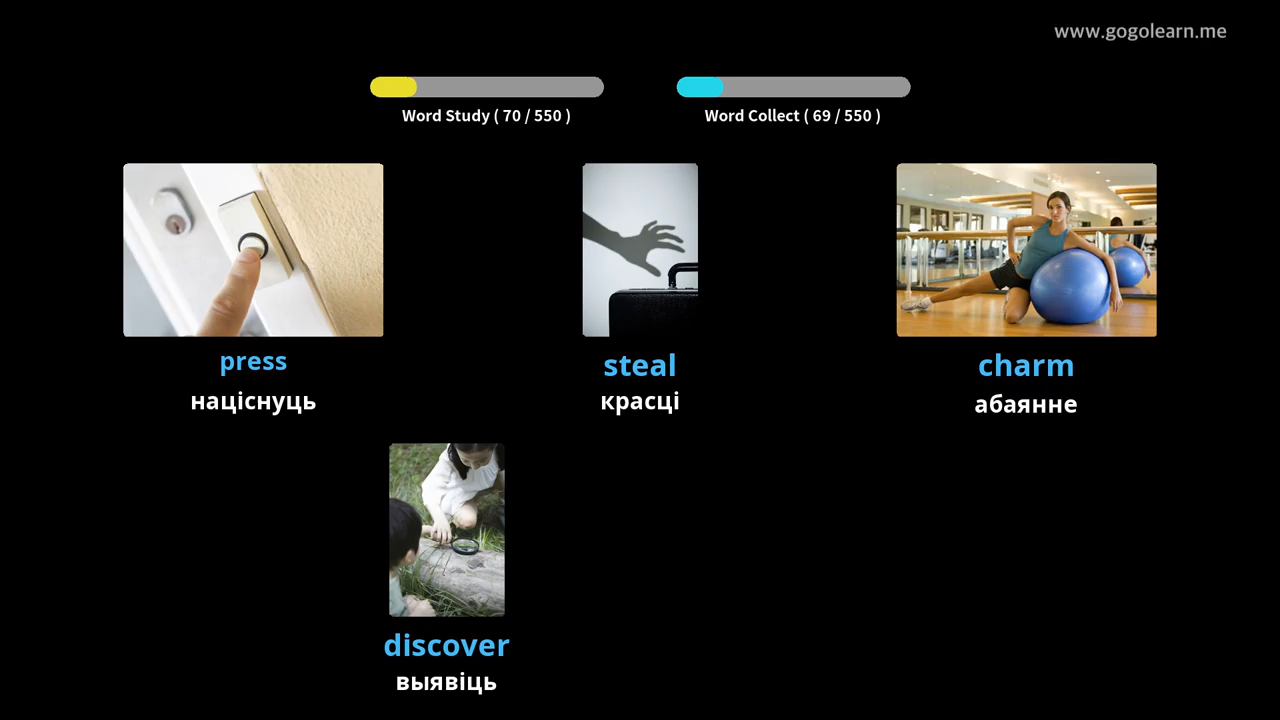 www.gogolearn.me
Word Study ( 70 / 550 )
Word Collect ( 69 / 550 )
press
націснуць
steal
красці
charm
абаянне
discover
выявіць